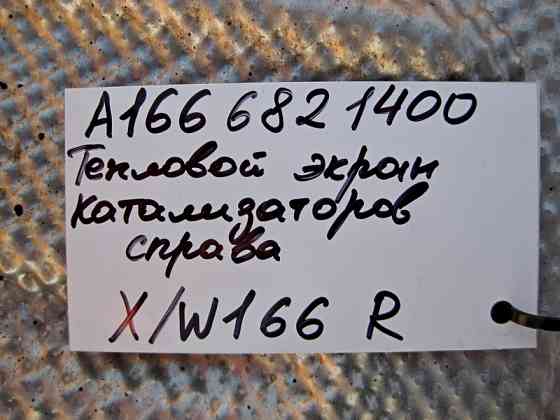 A166 682 1400
Тепловой экран
катализаторов
справа
X/W166 R